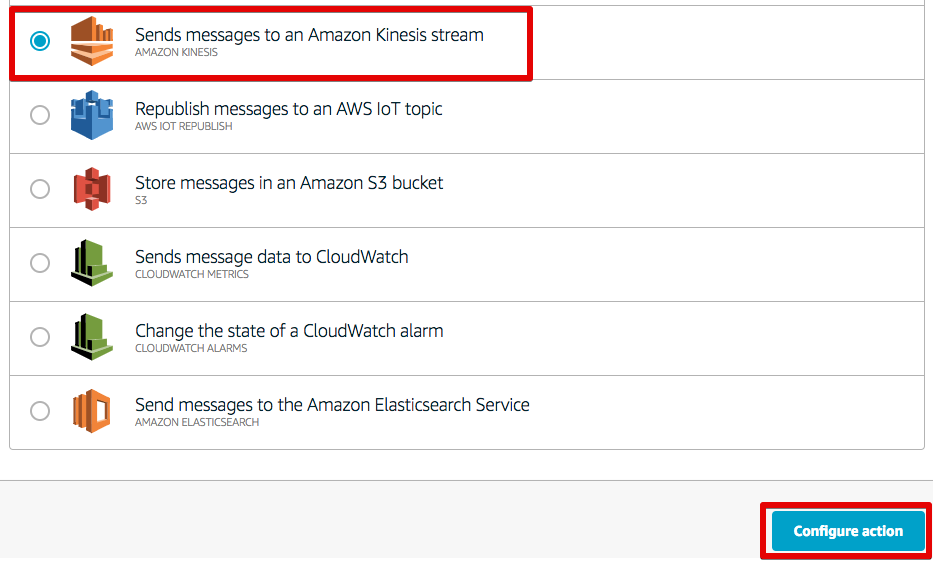 Sends messages to an Amazon Kinesis stream
AMAZON KINESIS
Republish messages to an AWS IoT topic
AWS IOT REPUBLISH
Store messages in an Amazon S3 bucket
S3
Sends message data to CloudWatch
CLOUDWATCH METRICS
Change the state of a CloudWatch alarm
CLOUDWATCH ALARMS
Send messages to the Amazon Elasticsearch Service
AMAZON ELASTICSEARCH
Configure action